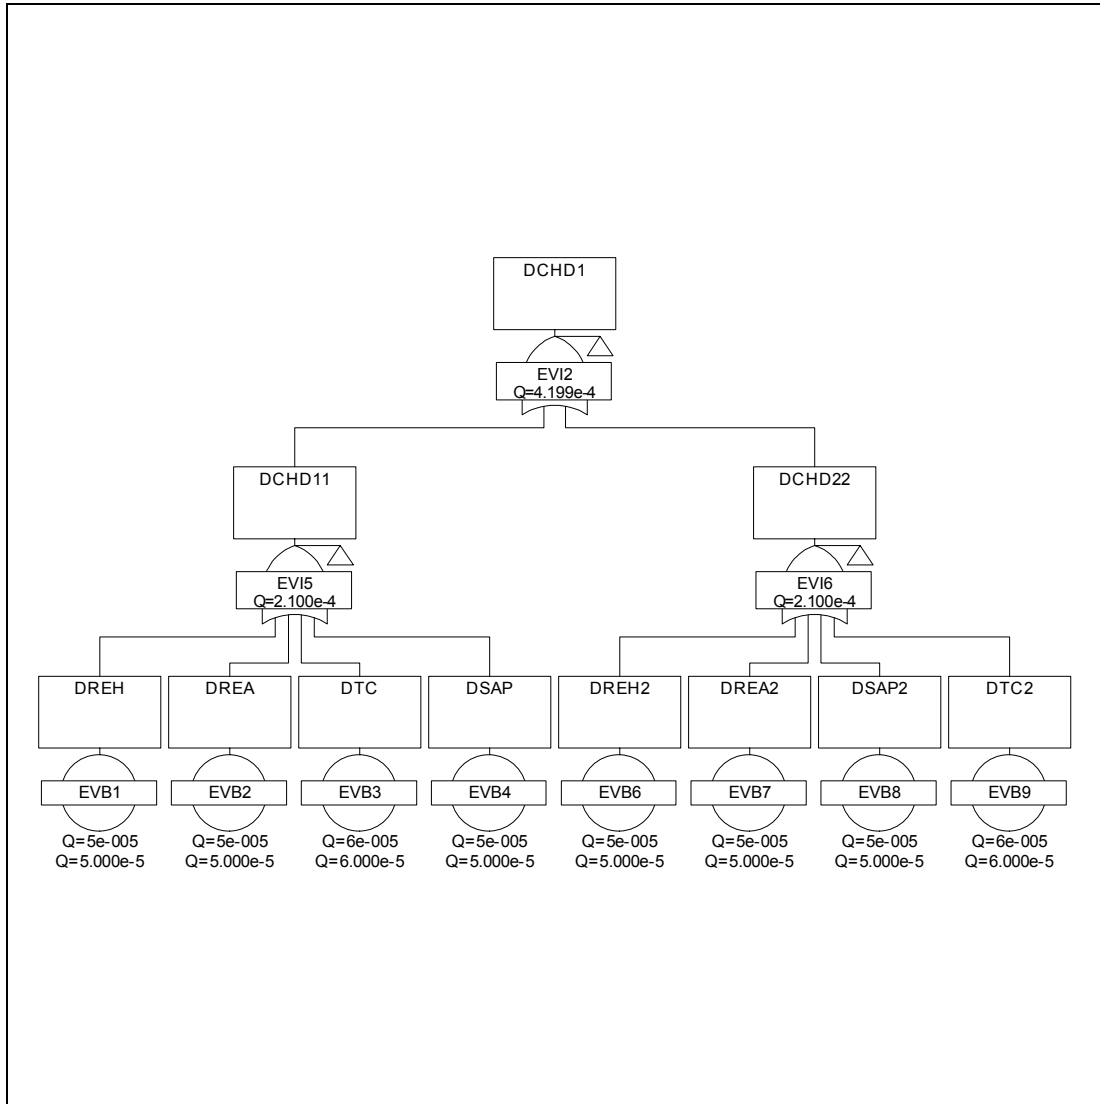 DCHD1
EVI2
Q=4.199e-4
DCHD11
DCHD22
EVI5
Q=2.100e-4
EVI6
Q=2.100e-4
DREH
DREA
DTC
DSAP
DREH2
DREA2
DSAP2
DTC2
EVB1
EVB2
EVB3
EVB4
EVB6
EVB7
EVB8
EVB9
Q=5e-005
Q=5.000e-5
Q=5e-005
Q=5.000e-5
Q=6e-005
Q=6.000e-5
Q=5e-005
Q=5.000e-5
Q=5e-005
Q=5.000e-5
Q=5e-005
Q=5.000e-5
Q=5e-005
Q=5.000e-5
Q=6e-005
Q=6.000e-5